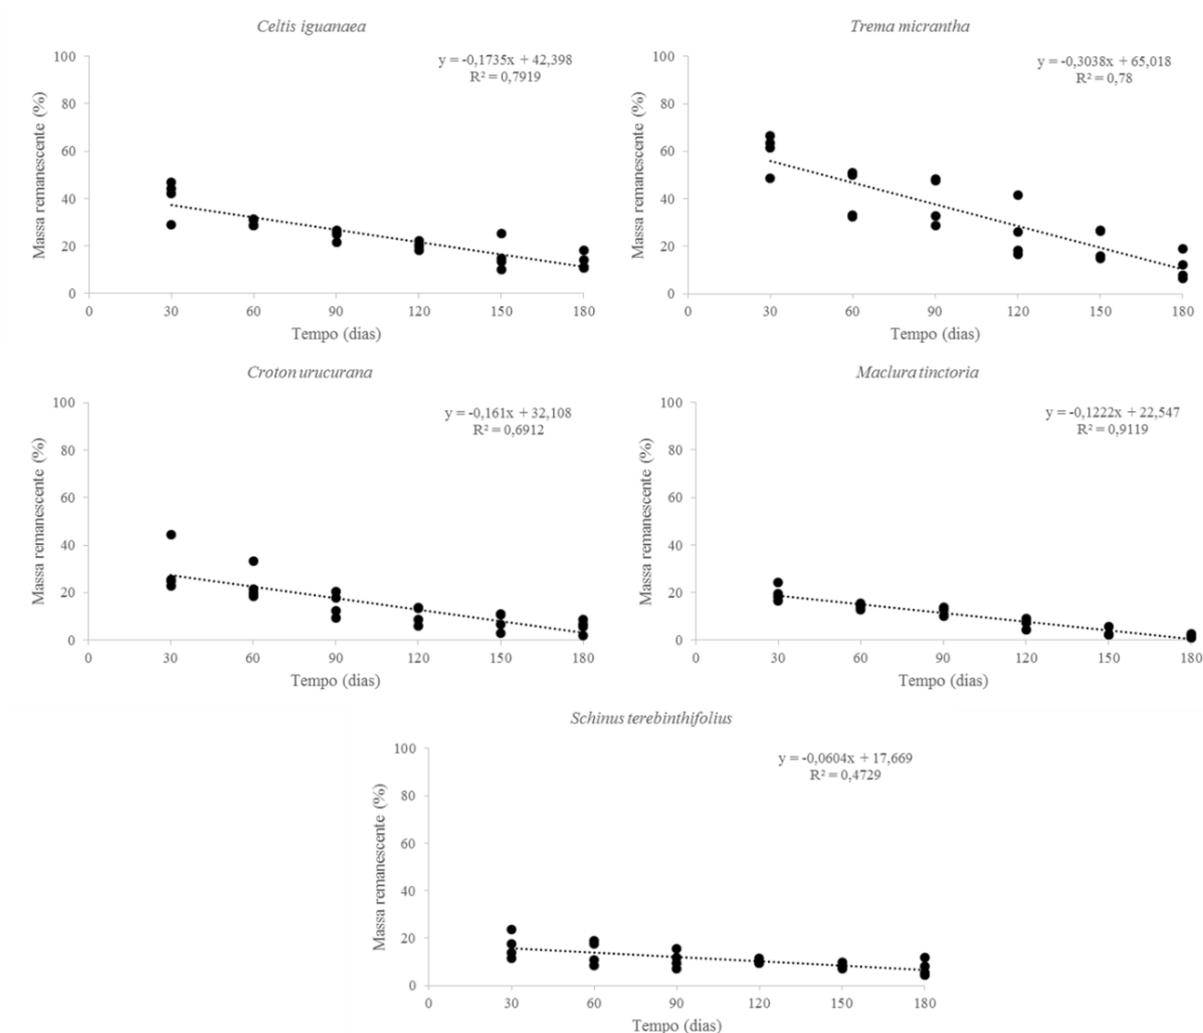 Celtis iguanaea
y = -0,1735x + 42,398
R² = 0,7919
Massa remanescente (%)
100
80
60
40
20
0
0 30 60 90 120 150 180
Tempo (dias)
Trema micrantha
y = -0,3038x + 65,018
R² = 0,78
Massa remanescente (%)
100
80
60
40
20
0
0 30 60 90 120 150 180
Tempo (dias)
Croton urucurana
y = -0,161x + 32,108
R² = 0,6912
Massa remanescente (%)
100
80
60
40
20
0
0 30 60 90 120 150 180
Tempo (dias)
Maclura tinctoria
y = -0,1222x + 22,547
R² = 0,9119
Massa remanescente (%)
100
80
60
40
20
0
0 30 60 90 120 150 180
Tempo (dias)
Schinus terebinthifolius
y = -0,0604x + 17,669
R² = 0,4729
Massa remanescente (%)
100
80
60
40
20
0
0 30 60 90 120 150 180
Tempo (dias)